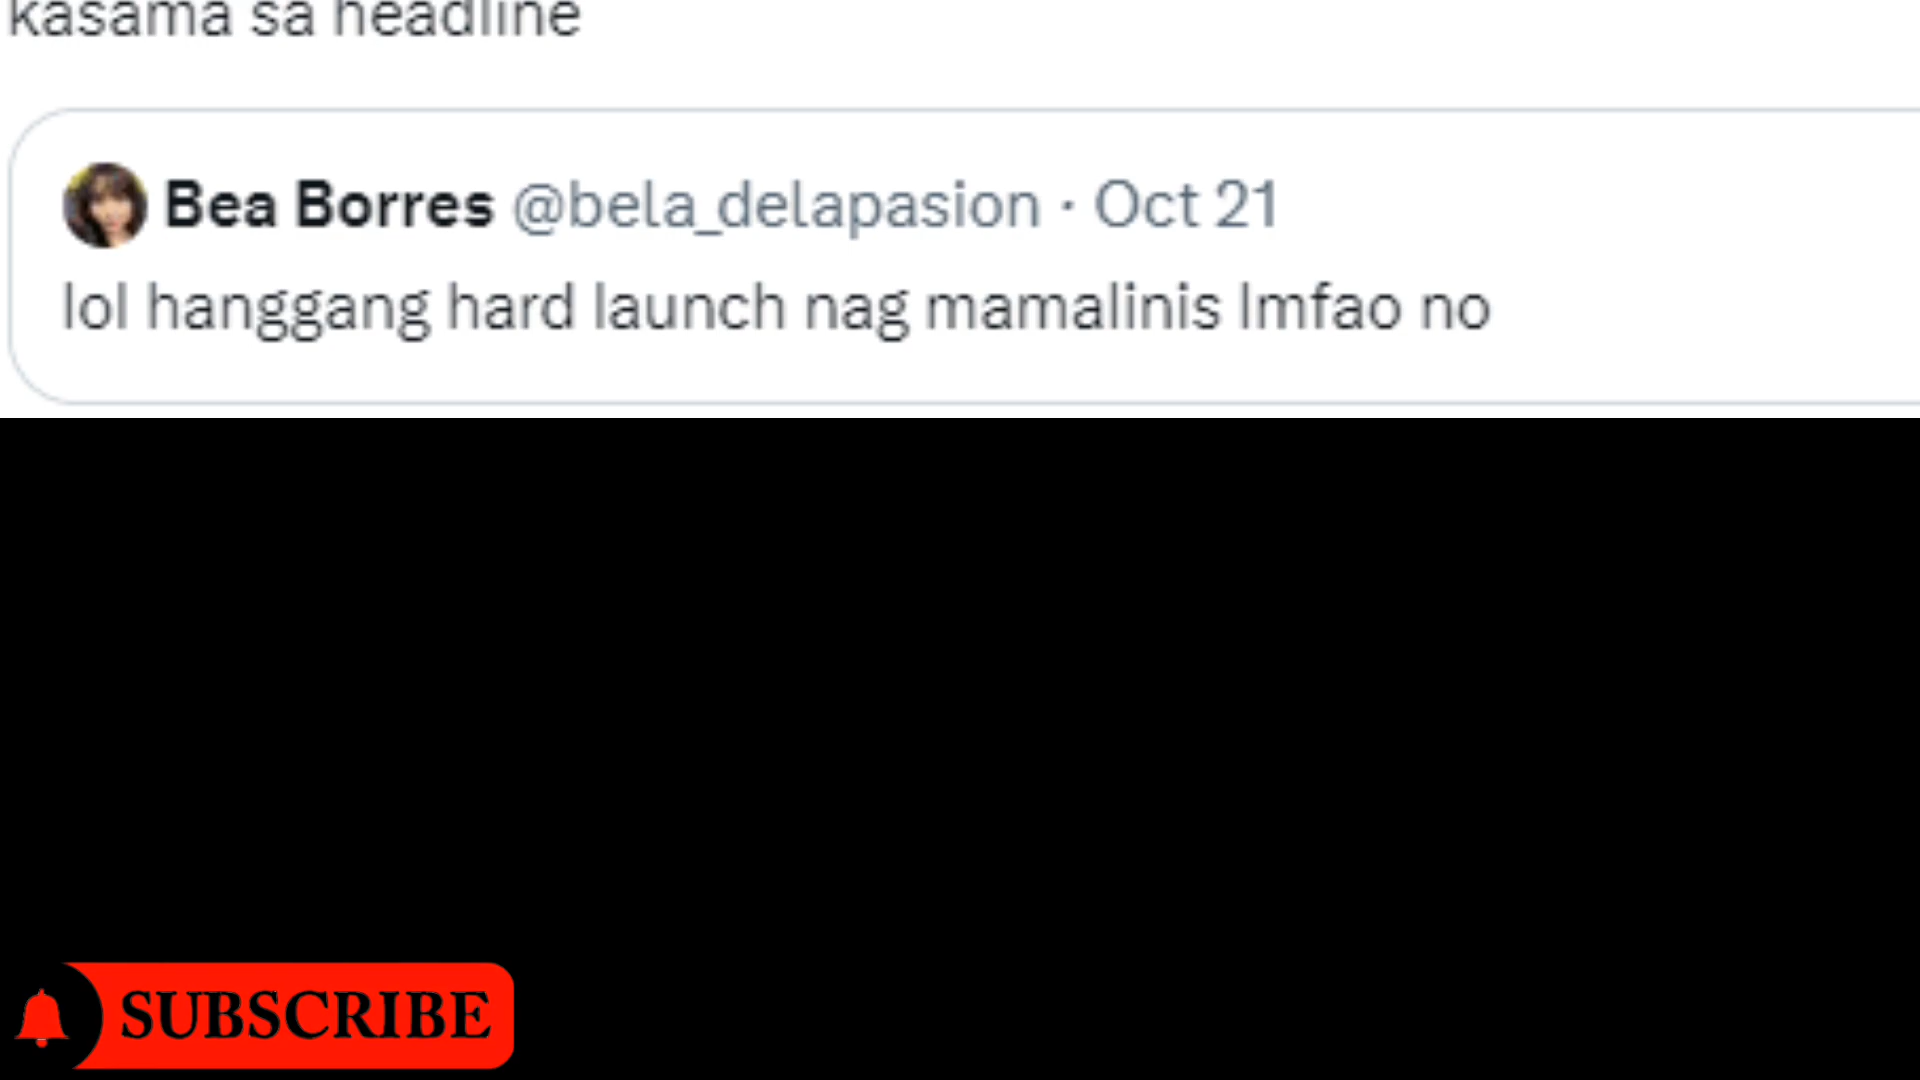 kasama sa headline
Bea Borres @bela_delapasion · Oct 21
lol hanggang hard launch nag mamalinis lmfao no
SUBSCRIBE